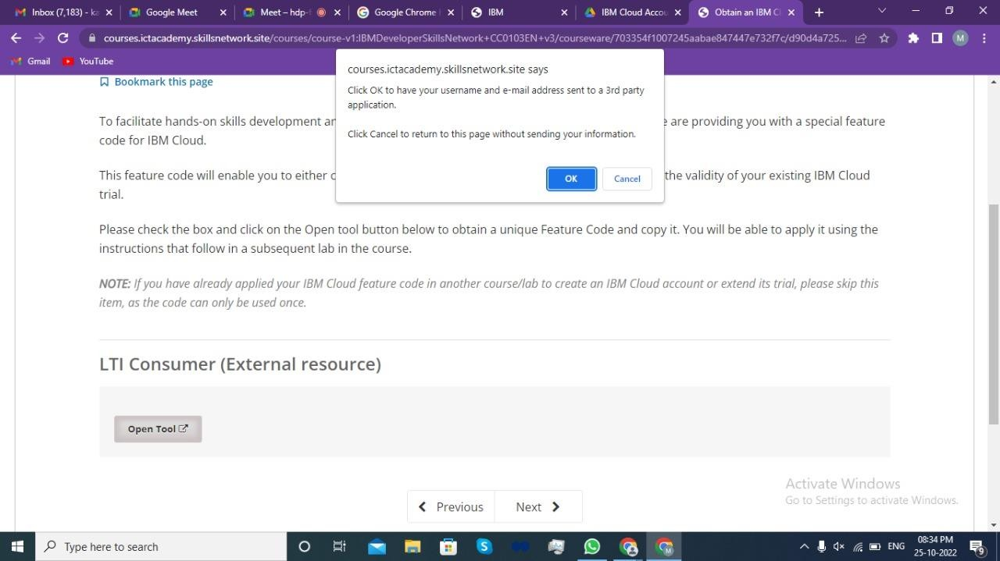 Inbox (7,183) - ka
Google Meet
Meet – hdp-f
Google Chrome
IBM
IBM Cloud Accou
Obtain an IBM Cl
courses.ictacademy.skillsnetwork.site/courses/course-v1:IBMDeveloperSkillsNetwork+CC0103EN+v3/courseware/703354f1007245aabae847447e732f7c/d90d4a725...
M
Gmail
YouTube
courses.ictacademy.skillsnetwork.site says
Click OK to have your username and e-mail address sent to a 3rd party
application.
Click Cancel to return to this page without sending your information.
OK
Cancel
Bookmark this page
To facilitate hands-on skills development ar e are providing you with a special feature
code for IBM Cloud.
This feature code will enable you to either c the validity of your existing IBM Cloud
trial.
Please check the box and click on the Open tool button below to obtain a unique Feature Code and copy it. You will be able to apply it using the
instructions that follow in a subsequent lab in the course.
NOTE: If you have already applied your IBM Cloud feature code in another course/lab to create an IBM Cloud account or extend its trial, please skip this
item, as the code can only be used once.
LTI Consumer (External resource)
Open Tool
Activate Windows
Go to Settings to activate Windows.
Previous
Next
Type here to search
ENG
08:34 PM
25-10-2022
9